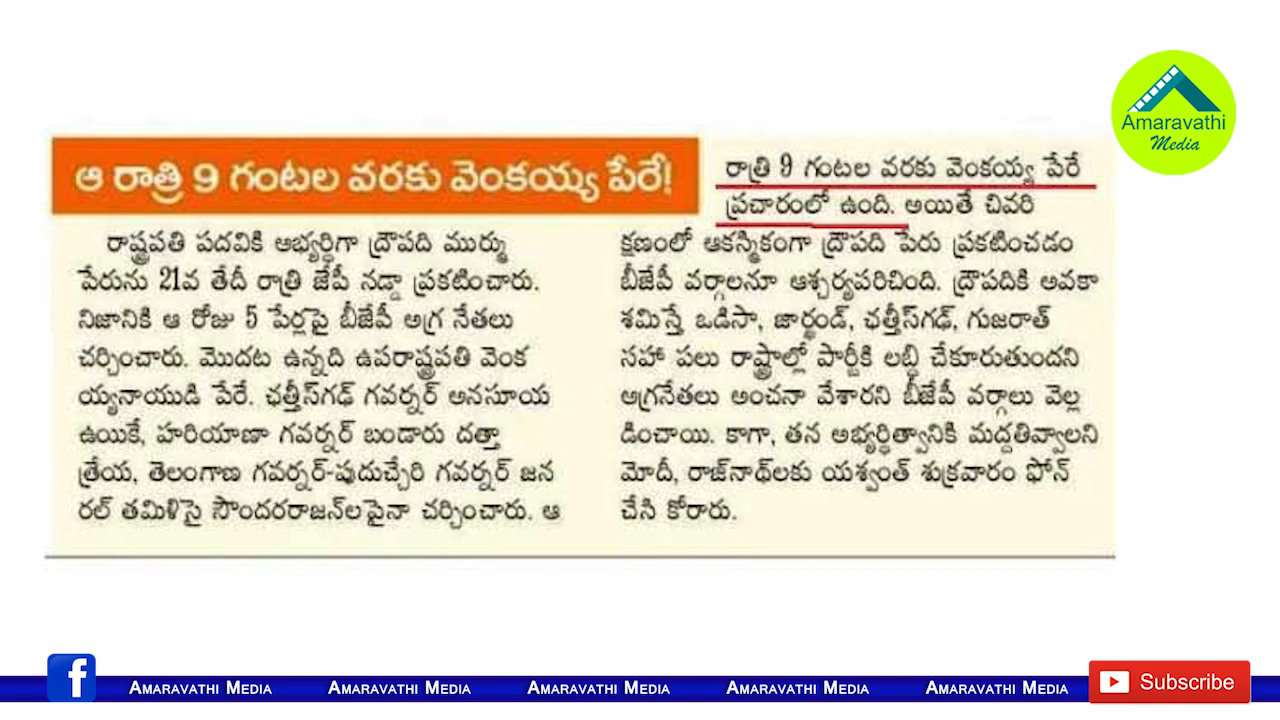 ఆ రాత్రి 9 గంటల వరకు వెంకయ్య పేరే!
రాష్ట్రపతి పదవికి అభ్యర్థిగా ద్రౌపది ముర్ము
పేరును 21వ తేదీ రాత్రి జేపీ నడ్డా ప్రకటించారు.
నిజానికి ఆ రోజు 5 పేర్లపై బీజేపీ అగ్ర నేతలు
చర్చించారు. మొదట ఉన్నది ఉపరాష్ట్రపతి వెంక
య్యనాయుడి పేరే. ఛత్తీస్‌గఢ్ గవర్నర్ అనసూయ
ఉయికే, హరియాణా గవర్నర్ బండారు దత్తా
త్రేయ, తెలంగాణ గవర్నర్-పుదుచ్చేరి గవర్నర్ జన
రల్ తమిళిసై సౌందరరాజన్‌లపైనా చర్చించారు. ఆ
రాత్రి 9 గంటల వరకు వెంకయ్య పేరే
ప్రచారంలో ఉంది. అయితే చివరి
క్షణంలో ఆకస్మికంగా ద్రౌపది పేరు ప్రకటించడం
బీజేపీ వర్గాలనూ ఆశ్చర్యపరిచింది. ద్రౌపదికి అవకా
శమిస్తే ఒడిసా, జార్ఖండ్, ఛత్తీస్‌గఢ్, గుజరాత్
సహా పలు రాష్ట్రాల్లో పార్టీకి లబ్ధి చేకూరుతుందని
అగ్రనేతలు అంచనా వేశారని బీజేపీ వర్గాలు వెల్ల
డించాయి. కాగా, తన అభ్యర్థిత్వానికి మద్దతివ్వాలని
మోదీ, రాజ్‌నాథ్‌లకు యశ్వంత్ శుక్రవారం ఫోన్
చేసి కోరారు.
Amaravathi
Media
f Amaravathi Media Amaravathi Media Amaravathi Media Amaravathi Media Amaravathi Media Subscribe